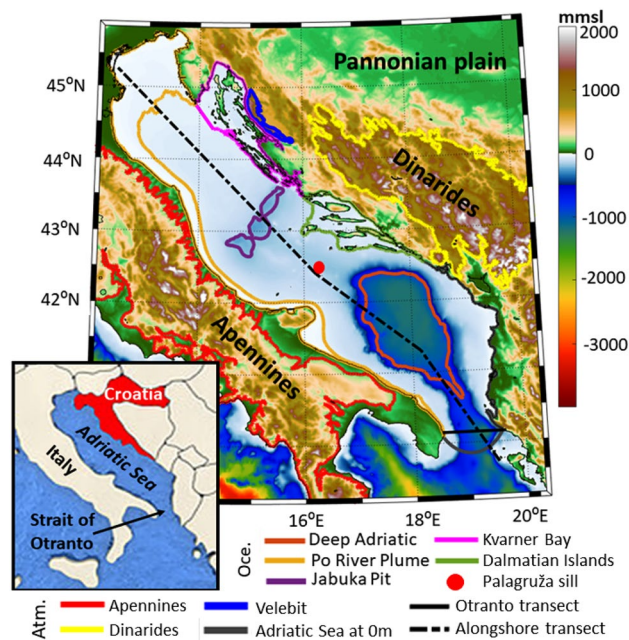 mmsl
2000
1000
0
-1000
-2000
-3000
45°N
44°N
43°N
42°N
16°E
18°E
20°E
Pannonian plain
Dinarides
Apennines
Croatia
Adriatic Sea
Italy
Strait of
Otranto
Oce.
Deep Adriatic
Kvarner Bay
Po River Plume
Dalmatian Islands
Jabuka Pit
Palagruža sill
Atm.
Apennines
Velebit
Otranto transect
Dinarides
Adriatic Sea at 0m
Alongshore transect